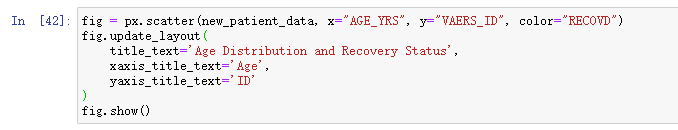 In [42]: fig = px.scatter(new_patient_data, x="AGE_YRS", y="VAERS_ID", color="RECOVD")
fig.update_layout(
    title_text='Age Distribution and Recovery Status',
    xaxis_title_text='Age',
    yaxis_title_text='ID'
)
fig.show()